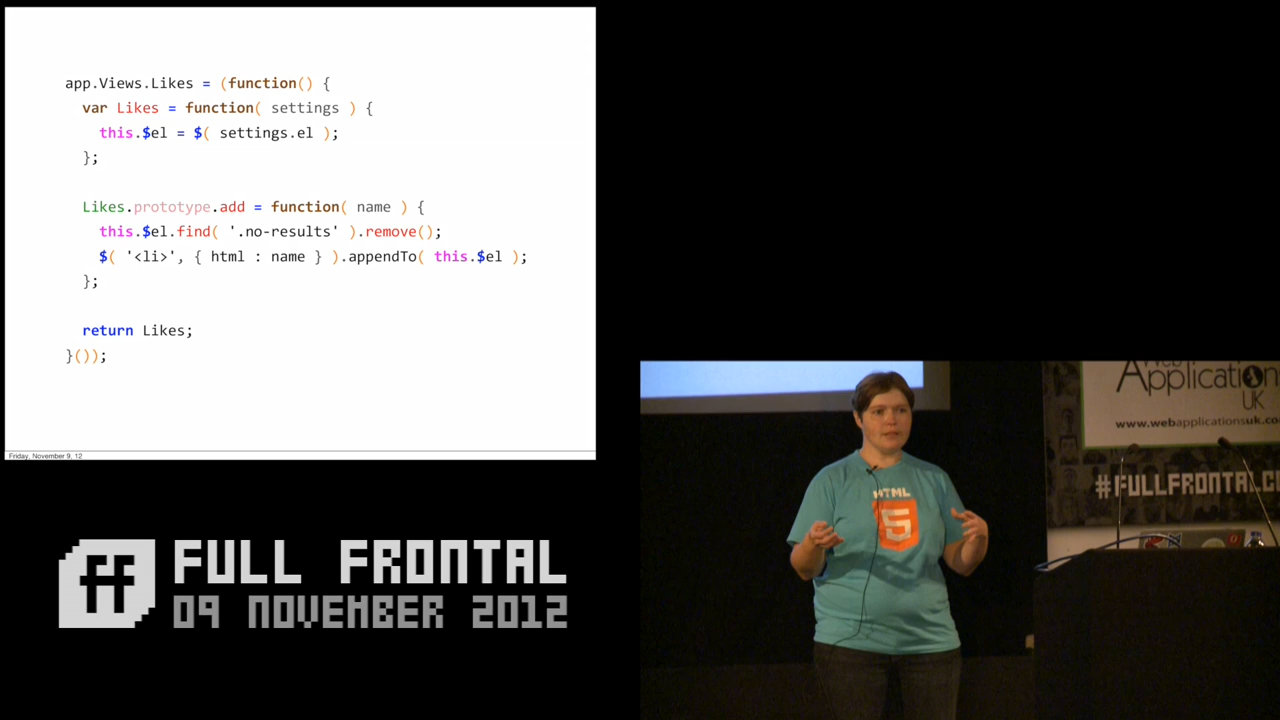 app.Views.Likes = (function() {
var Likes = function( settings ) {
this.$el = $( settings.el );
};
Likes.prototype.add = function( name ) {
this.$el.find( '.no-results' ).remove();
$( '<li>', { html : name } ).appendTo( this.$el );
};
return Likes;
}());
Friday, November 9, 12
ff FULL FRONTAL
09 NOVEMBER 2012
HTML
5
Application
UK
www.webapplicationsuk.co
#FULLFRONTAL